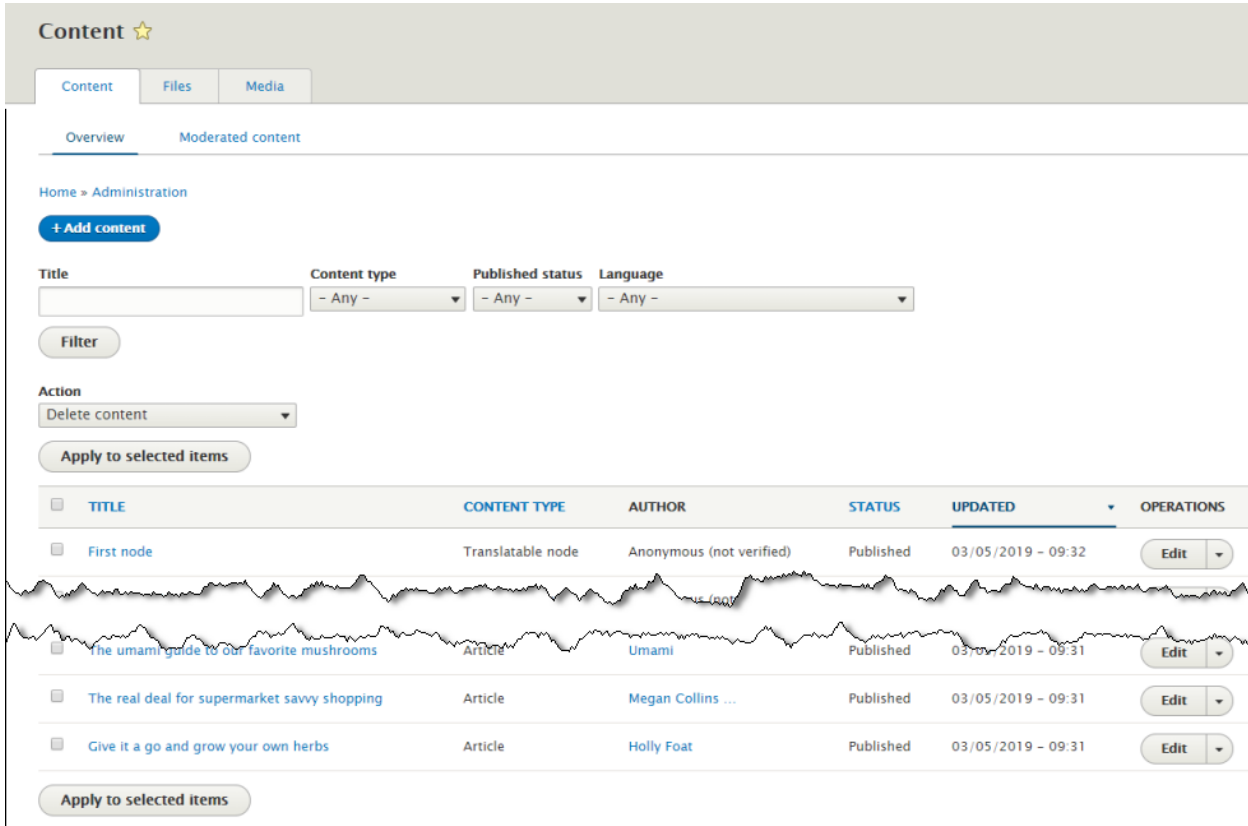 Content
Content Files Media
Overview Moderated content
Home » Administration
+ Add content
Title Content type Published status Language
- Any - - Any - - Any -
Filter
Action
Delete content
Apply to selected items
TITLE CONTENT TYPE AUTHOR STATUS UPDATED OPERATIONS
First node Translatable node Anonymous (not verified) Published 03/05/2019 - 09:32 Edit
The umami guide to our favorite mushrooms Article Umami Published 03/05/2019 - 09:31 Edit
The real deal for supermarket savvy shopping Article Megan Collins ... Published 03/05/2019 - 09:31 Edit
Give it a go and grow your own herbs Article Holly Foat Published 03/05/2019 - 09:31 Edit
Apply to selected items